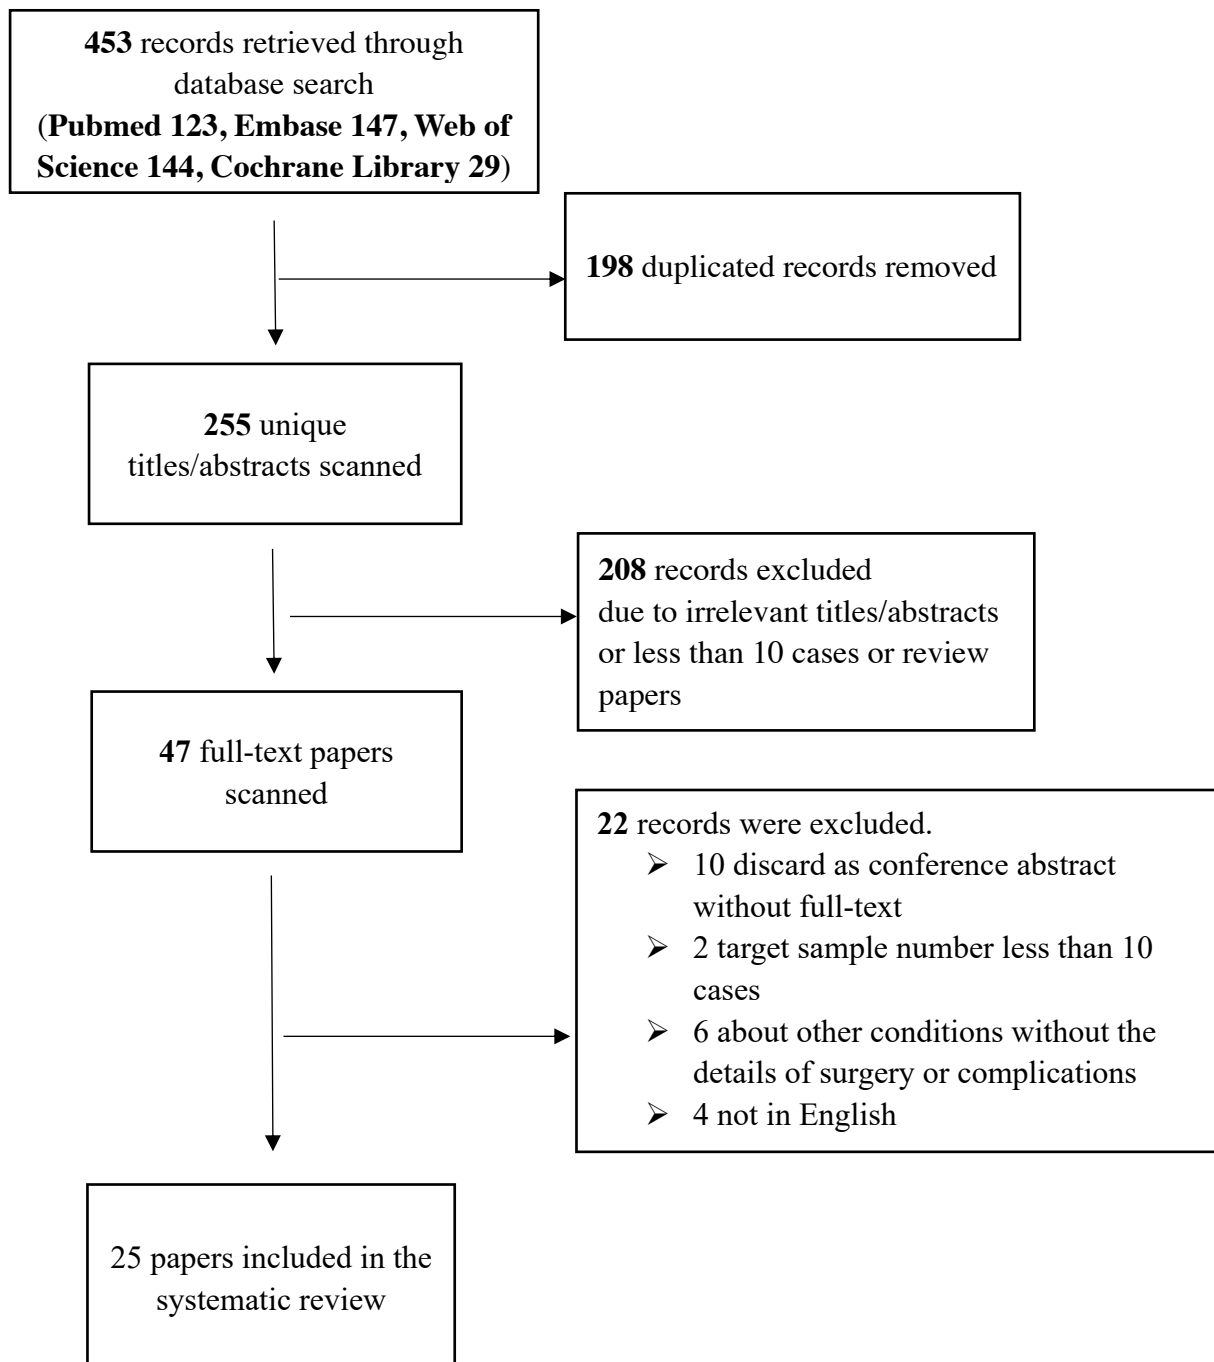 453 records retrieved through
database search
(Pubmed 123, Embase 147, Web of
Science 144, Cochrane Library 29)
198 duplicated records removed
255 unique
titles/abstracts scanned
208 records excluded
due to irrelevant titles/abstracts
or less than 10 cases or review
papers
47 full-text papers
scanned
22 records were excluded.
➢ 10 discard as conference abstract
without full-text
➢ 2 target sample number less than 10
cases
➢ 6 about other conditions without the
details of surgery or complications
➢ 4 not in English
25 papers included in the
systematic review